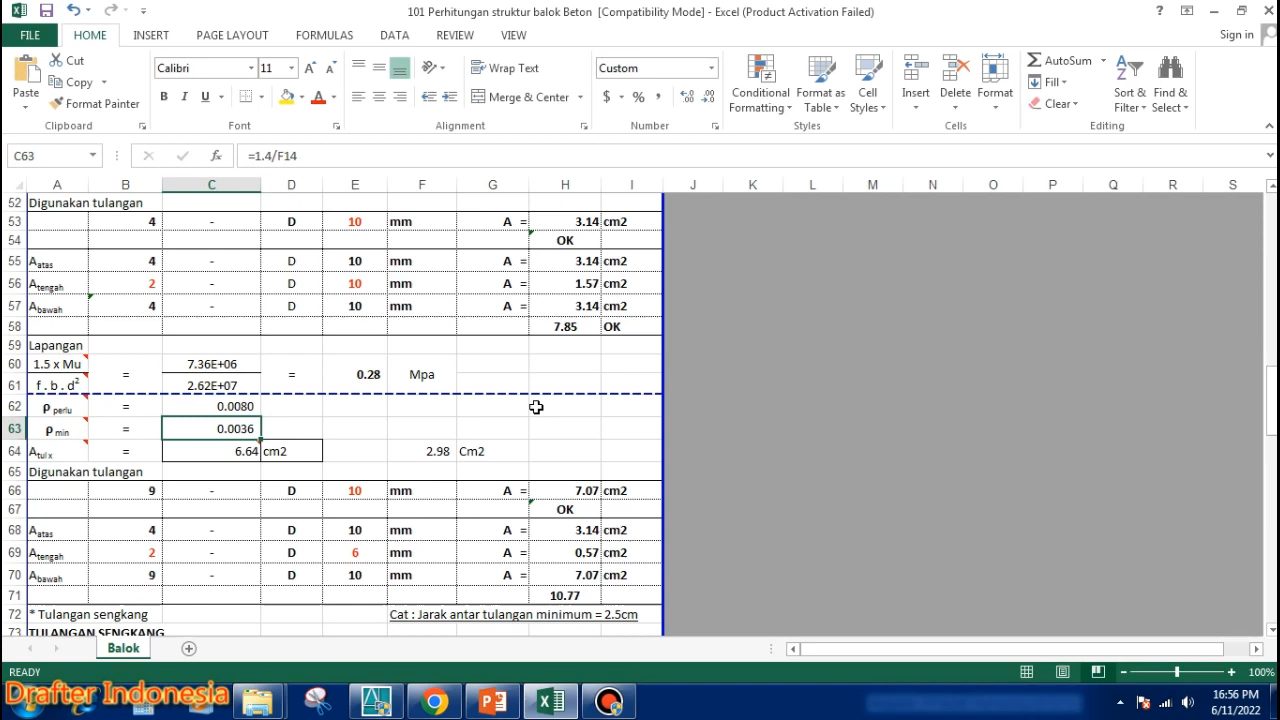 101 Perhitungan struktur balok Beton [Compatibility Mode] - Excel (Product Activation Failed)
FILE HOME INSERT PAGE LAYOUT FORMULAS DATA REVIEW VIEW Sign in
Paste Cut Copy Format Painter Clipboard
Calibri 11 B I U A Font
Wrap Text Merge & Center Alignment
Custom $ % , Number
Conditional Formatting Format as Table Cell Styles Styles
Insert Delete Format Cells
AutoSum Fill Clear Sort & Filter Find & Select Editing
C63 fx =1.4/F14
A B C D E F G H I J K L M N O P Q R S
52 Digunakan tulangan
53 4 - D 10 mm A = 3.14 cm2
54 OK
55 Aatas 4 - D 10 mm A = 3.14 cm2
56 Atengah 2 - D 10 mm A = 1.57 cm2
57 Abawah 4 - D 10 mm A = 3.14 cm2
58 7.85 OK
59 Lapangan
60 1.5 x Mu = 7.36E+06 = 0.28 Mpa
61 f . b . d2 2.62E+07
62 ρ perlu = 0.0080
63 ρ min = 0.0036
64 Atul x = 6.64 cm2 2.98 Cm2
65 Digunakan tulangan
66 9 - D 10 mm A = 7.07 cm2
67 OK
68 Aatas 4 - D 10 mm A = 3.14 cm2
69 Atengah 2 - D 6 mm A = 0.57 cm2
70 Abawah 9 - D 10 mm A = 7.07 cm2
71 10.77
72 * Tulangan sengkang Cat : Jarak antar tulangan minimum = 2.5cm
73 TULANGAN SENGKANG
Balok
READY 100%
Drafter Indonesia
16:56 PM
6/11/2022